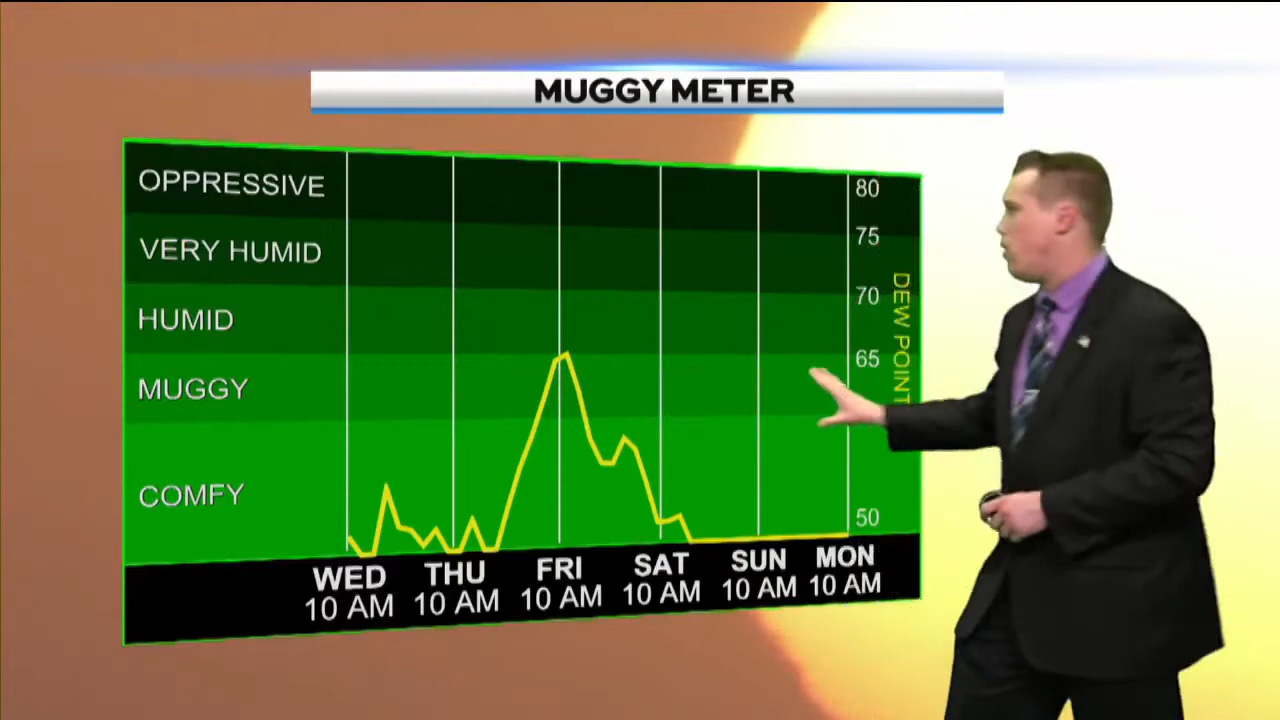 MUGGY METER
OPPRESSIVE
VERY HUMID
HUMID
MUGGY
COMFY
80
75
70
65
50
DEW POINT
WED THU FRI SAT SUN MON
10 AM 10 AM 10 AM 10 AM 10 AM 10 AM